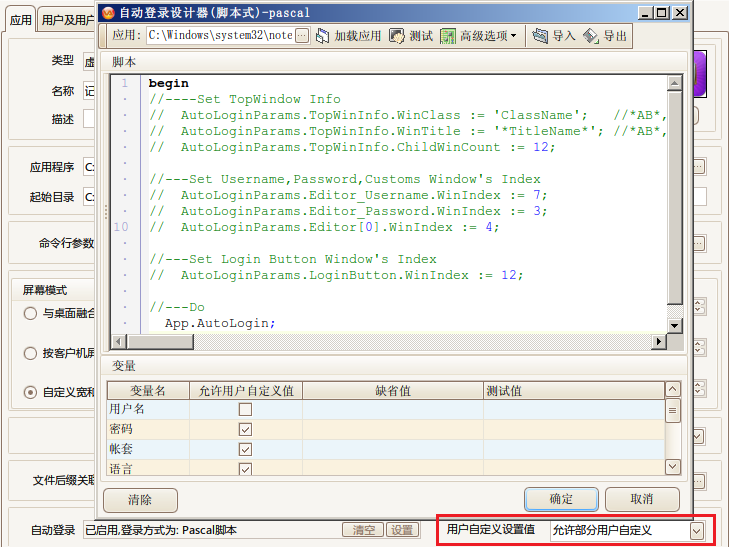 自动登录设计器(脚本式)-pascal
应用 用户及用户
应用: C:\Windows\system32\note ... 加载应用 测试 高级选项 导入 导出
类型
名称 记
描述
应用程序 C:
起始目录 C:
命令行参数
屏幕模式
与桌面融合
按客户机屏
自定义宽和
文件后缀关联
脚本
1 begin
//----Set TopWindow Info
// AutoLoginParams.TopWinInfo.WinClass := 'ClassName'; //*AB*,
// AutoLoginParams.TopWinInfo.WinTitle := '*TitleName*'; //*AB*,
// AutoLoginParams.TopWinInfo.ChildWinCount := 12;
//---Set Username,Password,Customs Window's Index
// AutoLoginParams.Editor_Username.WinIndex := 7;
// AutoLoginParams.Editor_Password.WinIndex := 3;
10 // AutoLoginParams.Editor[0].WinIndex := 4;
//---Set Login Button Window's Index
// AutoLoginParams.LoginButton.WinIndex := 12;
//---Do
App.AutoLogin;
变量
变量名 允许用户自定义值 缺省值 测试值
用户名
密码
帐套
语言
清除 确定 取消
自动登录 已启用,登录方式为: Pascal脚本 清空 设置 用户自定义设置值 允许部分用户自定义